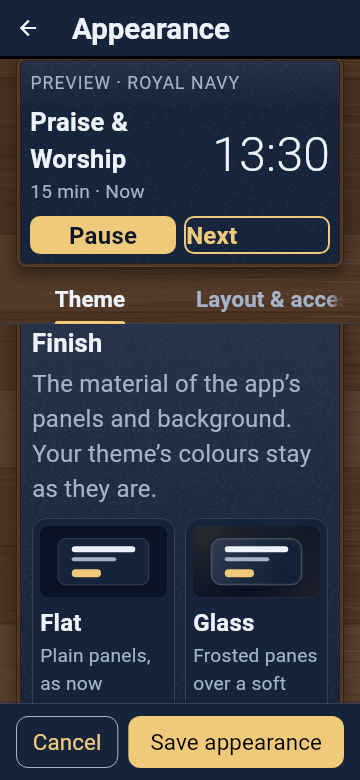 Appearance
PREVIEW · ROYAL NAVY
Praise &
Worship
13:30
15 min · Now
Pause
Next
Theme
Layout & acce
Finish
The material of the app’s
panels and background.
Your theme’s colours stay
as they are.
Flat
Glass
Plain panels,
as now
Frosted panes
over a soft
Cancel
Save appearance